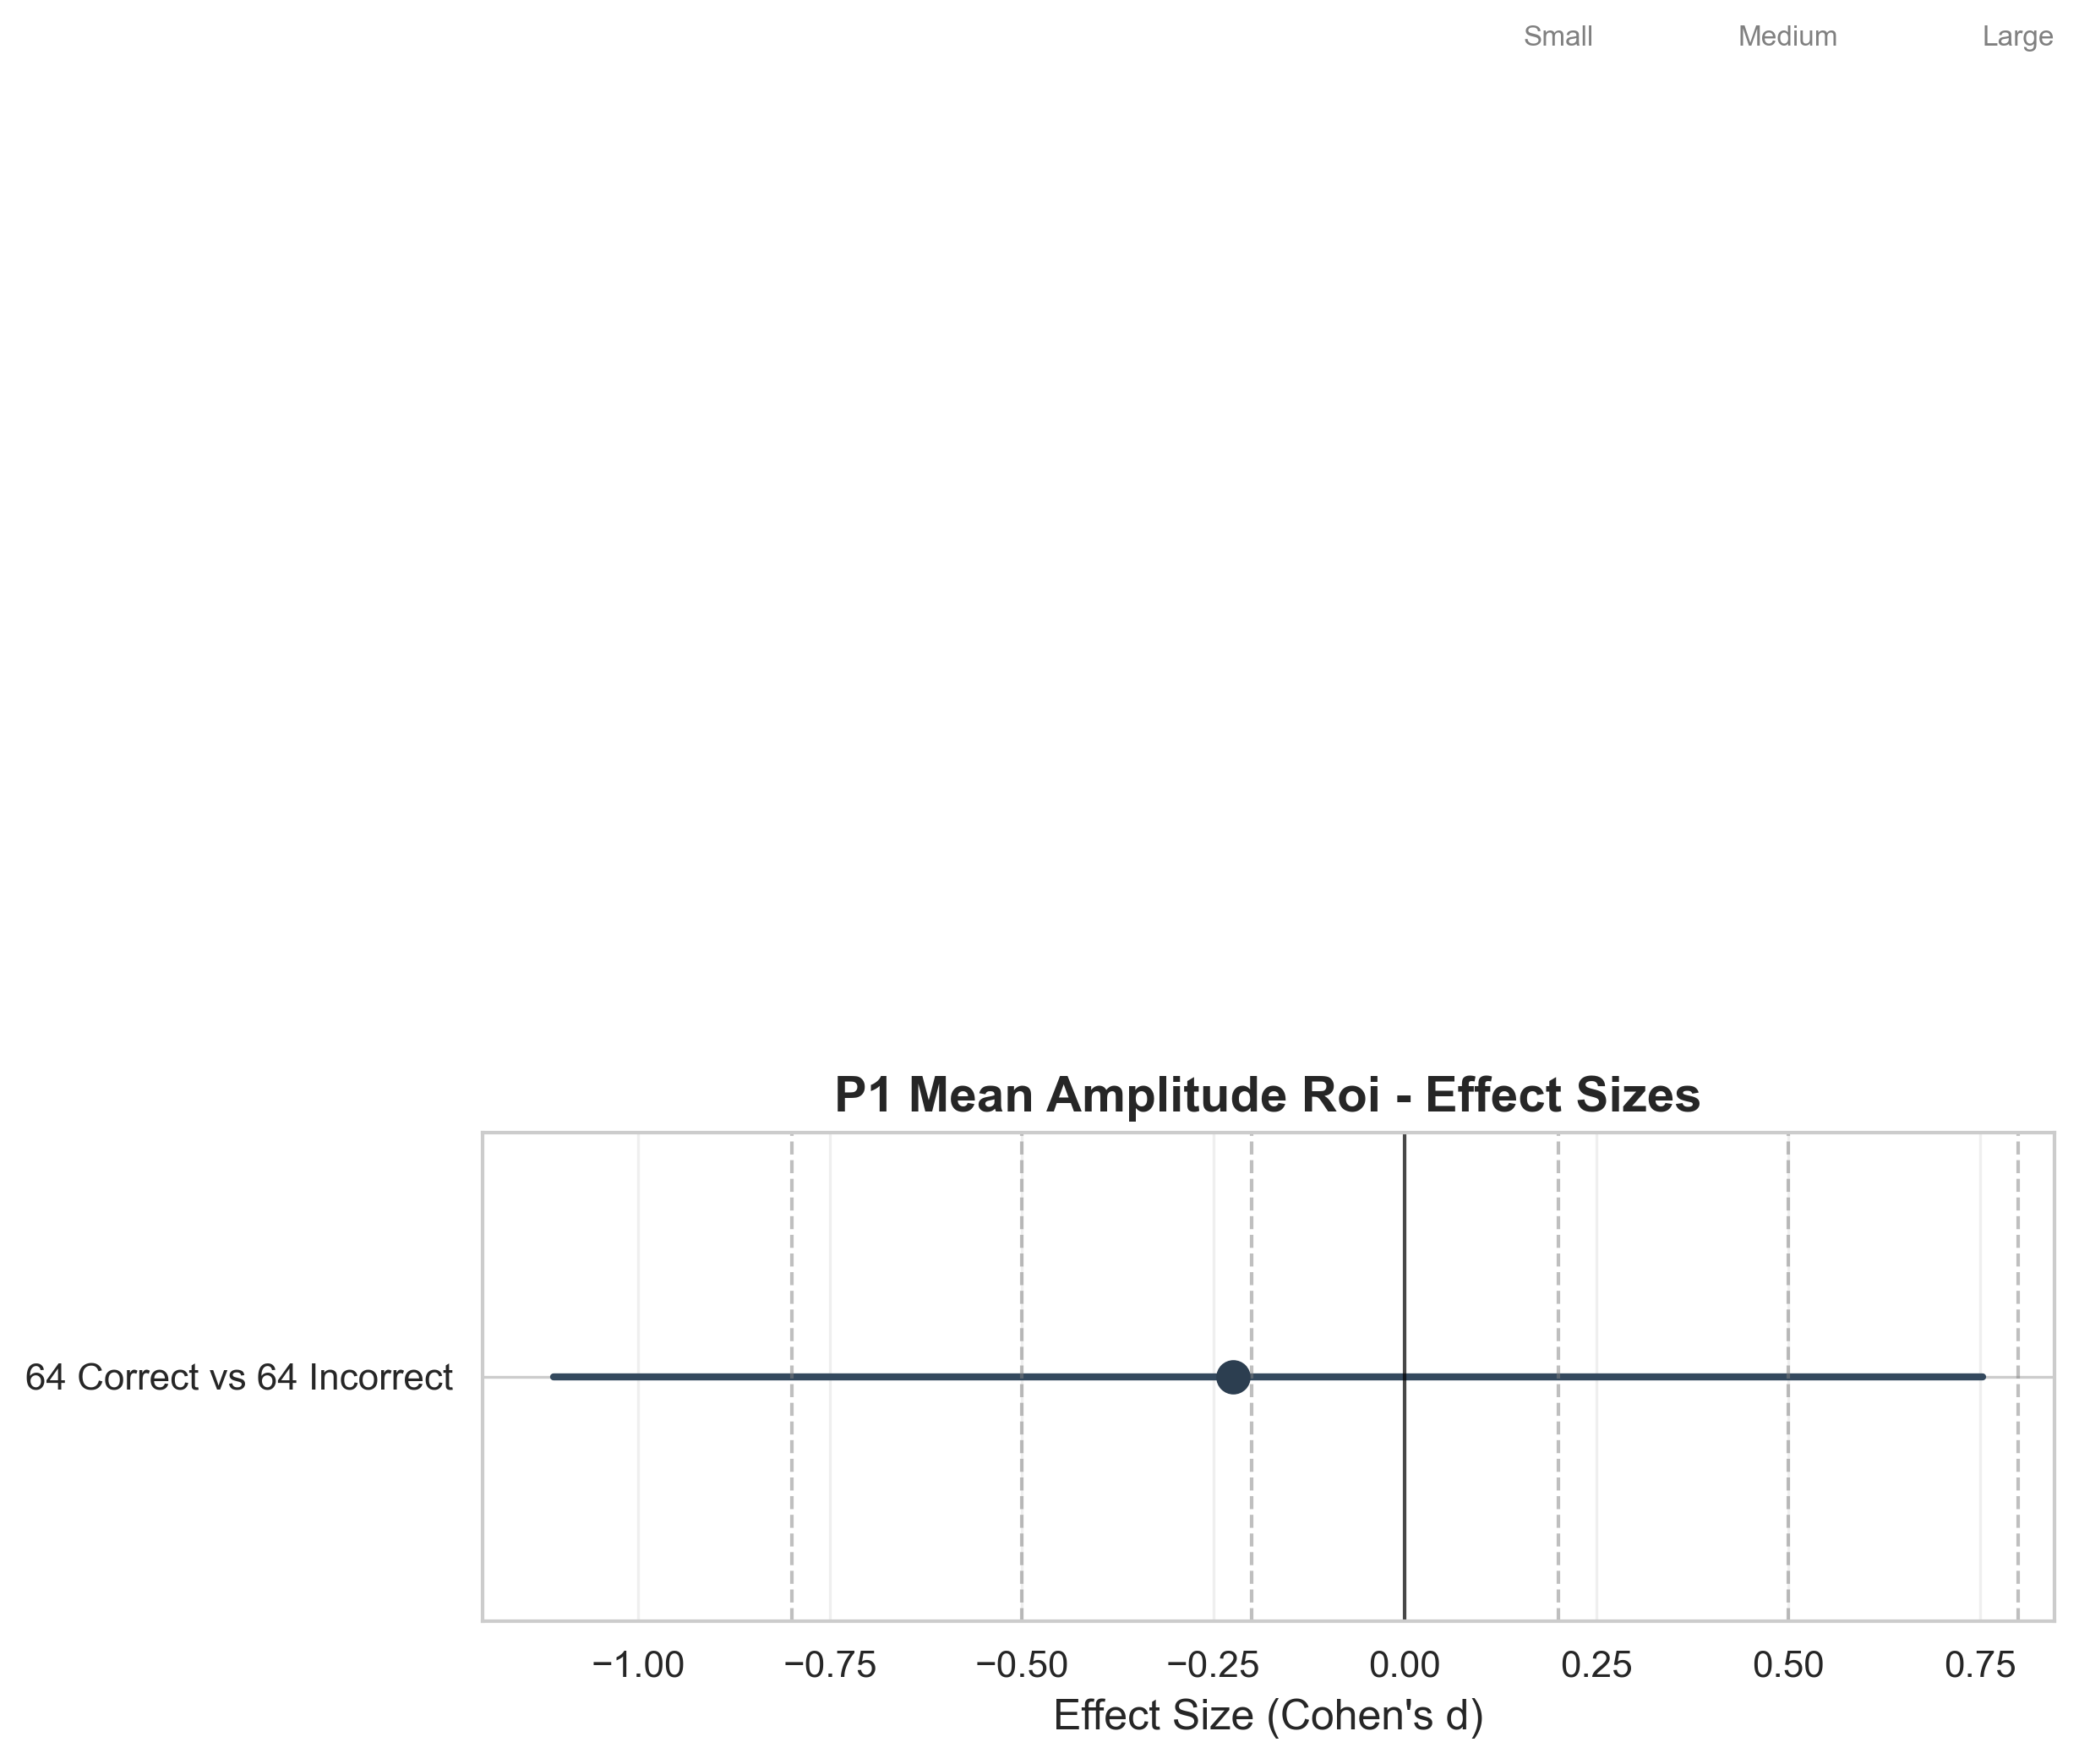 Small Medium Large
P1 Mean Amplitude Roi - Effect Sizes
64 Correct vs 64 Incorrect
−1.00 −0.75 −0.50 −0.25 0.00 0.25 0.50 0.75
Effect Size (Cohen's d)